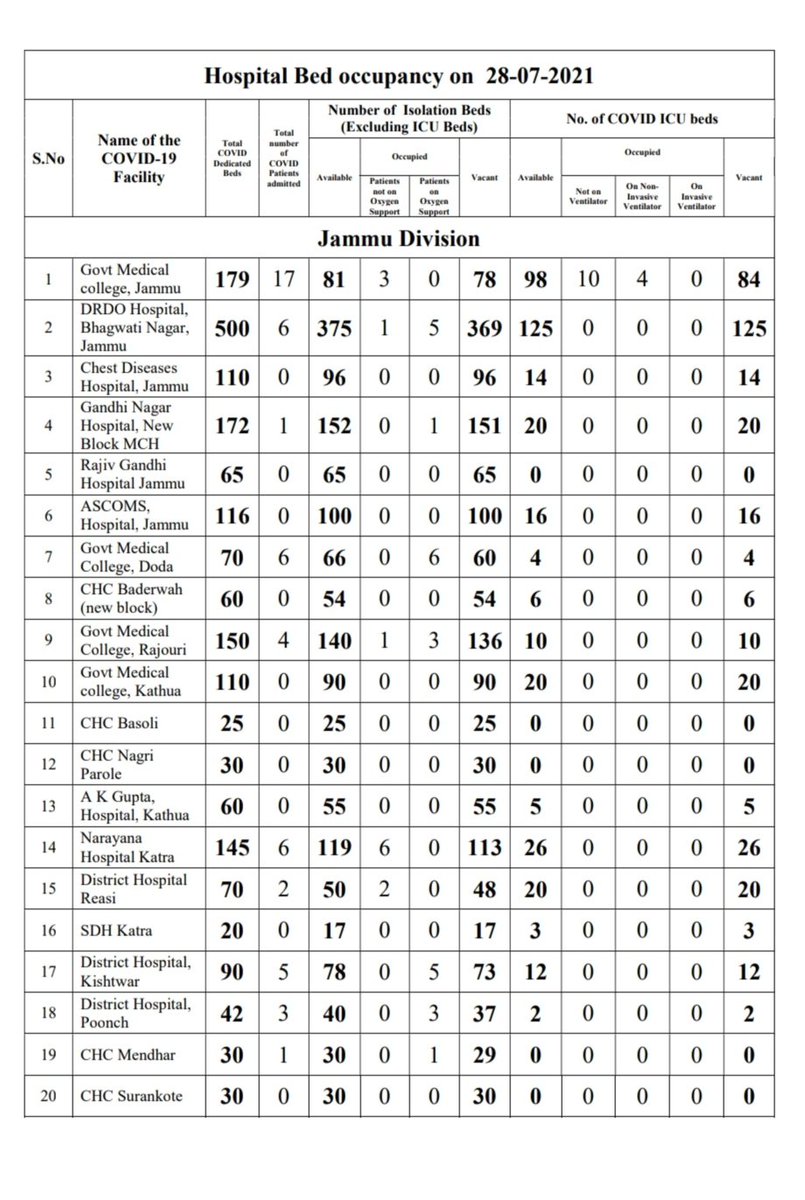 Hospital Bed occupancy on 28-07-2021
S.No
Name of the
COVID-19
Facility
Total
COVID
Dedicated
Beds
Total
number
of
COVID
Patients
admitted
Number of Isolation Beds
(Excluding ICU Beds)
No. of COVID ICU beds
Available
Occupied
Patients
not on
Oxygen
Support
Patients
on
Oxygen
Support
Vacant
Available
Occupied
Not on
Ventilator
On Non-
Invasive
Ventilator
On
Invasive
Ventilator
Vacant
Jammu Division
1 Govt Medical
college, Jammu 179 17 81 3 0 78 98 10 4 0 84
2 DRDO Hospital,
Bhagwati Nagar,
Jammu 500 6 375 1 5 369 125 0 0 0 125
3 Chest Diseases
Hospital, Jammu 110 0 96 0 0 96 14 0 0 0 14
4 Gandhi Nagar
Hospital, New
Block MCH 172 1 152 0 1 151 20 0 0 0 20
5 Rajiv Gandhi
Hospital Jammu 65 0 65 0 0 65 0 0 0 0 0
6 ASCOMS,
Hospital, Jammu 116 0 100 0 0 100 16 0 0 0 16
7 Govt Medical
College, Doda 70 6 66 0 6 60 4 0 0 0 4
8 CHC Baderwah
(new block) 60 0 54 0 0 54 6 0 0 0 6
9 Govt Medical
College, Rajouri 150 4 140 1 3 136 10 0 0 0 10
10 Govt Medical
college, Kathua 110 0 90 0 0 90 20 0 0 0 20
11 CHC Basoli 25 0 25 0 0 25 0 0 0 0 0
12 CHC Nagri
Parole 30 0 30 0 0 30 0 0 0 0 0
13 A K Gupta,
Hospital, Kathua 60 0 55 0 0 55 5 0 0 0 5
14 Narayana
Hospital Katra 145 6 119 6 0 113 26 0 0 0 26
15 District Hospital
Reasi 70 2 50 2 0 48 20 0 0 0 20
16 SDH Katra 20 0 17 0 0 17 3 0 0 0 3
17 District Hospital,
Kishtwar 90 5 78 0 5 73 12 0 0 0 12
18 District Hospital,
Poonch 42 3 40 0 3 37 2 0 0 0 2
19 CHC Mendhar 30 1 30 0 1 29 0 0 0 0 0
20 CHC Surankote 30 0 30 0 0 30 0 0 0 0 0